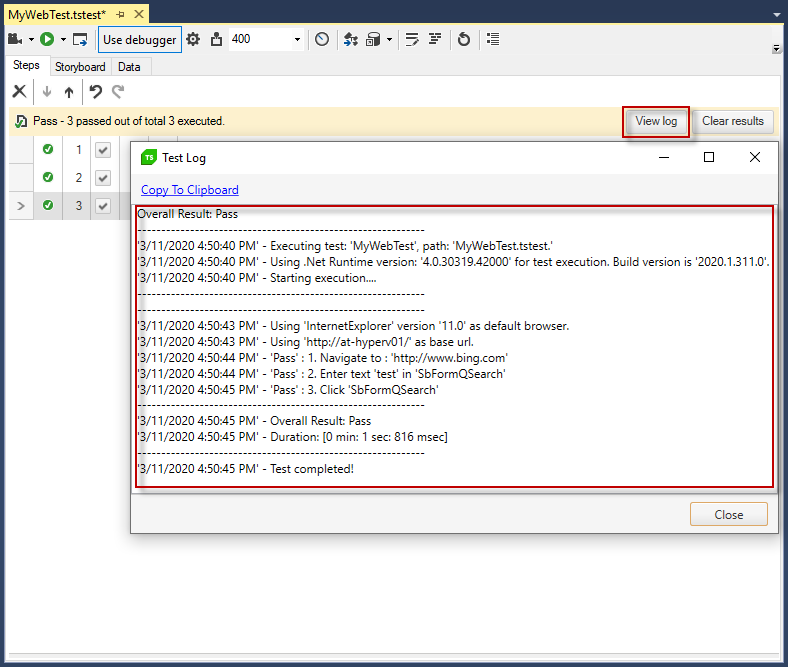 MyWebTest.tstest*
Use debugger
400
Steps
Storyboard
Data
Pass - 3 passed out of total 3 executed.
View log
Clear results
1
2
3
TS
Test Log
Copy To Clipboard
Overall Result: Pass
------------------------------------------------------------
'3/11/2020 4:50:40 PM' - Executing test: 'MyWebTest', path: 'MyWebTest.tstest.'
'3/11/2020 4:50:40 PM' - Using .Net Runtime version: '4.0.30319.42000' for test execution. Build version is '2020.1.311.0'.
'3/11/2020 4:50:40 PM' - Starting execution....
------------------------------------------------------------
------------------------------------------------------------
'3/11/2020 4:50:43 PM' - Using 'InternetExplorer' version '11.0' as default browser.
'3/11/2020 4:50:43 PM' - Using 'http://at-hyperv01/' as base url.
'3/11/2020 4:50:44 PM' - 'Pass' : 1. Navigate to : 'http://www.bing.com'
'3/11/2020 4:50:44 PM' - 'Pass' : 2. Enter text 'test' in 'SbFormQSearch'
'3/11/2020 4:50:45 PM' - 'Pass' : 3. Click 'SbFormQSearch'
------------------------------------------------------------
'3/11/2020 4:50:45 PM' - Overall Result: Pass
'3/11/2020 4:50:45 PM' - Duration: [0 min: 1 sec: 816 msec]
------------------------------------------------------------
'3/11/2020 4:50:45 PM' - Test completed!
Close